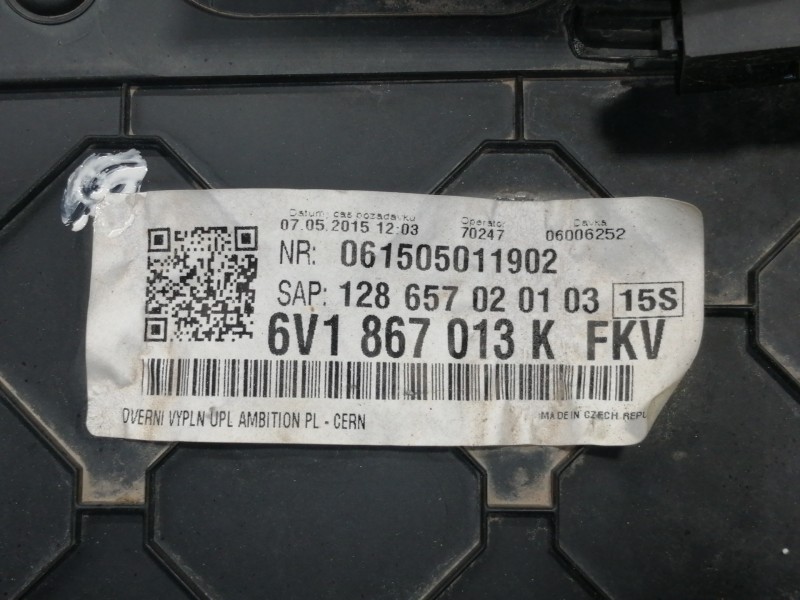 Datum, cas pozadavku Operator Davka
07.05.2015 12:03 70247 06006252
NR: 061505011902
SAP: 128 657 02 01 03 15S
6V1 867 013 K FKV
DVERNI VYPLN UPL AMBITION PL - CERN MADE IN CZECH REPU